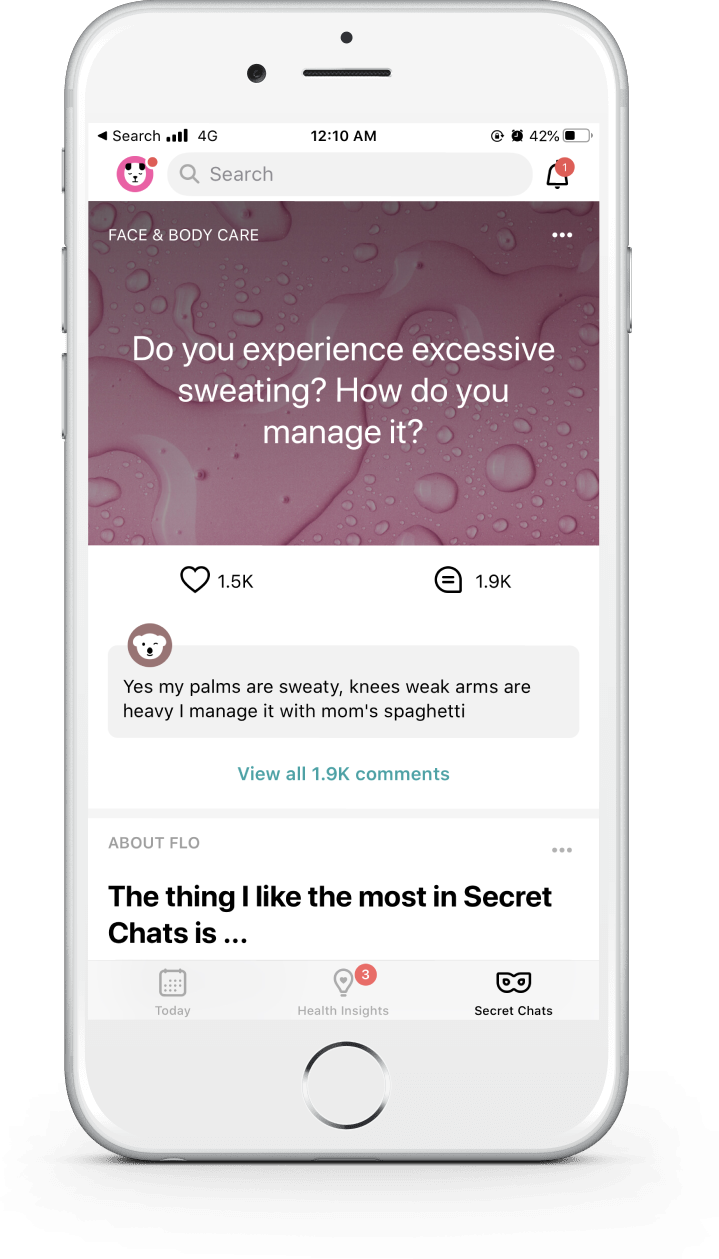 Search 4G 12:10 AM 42%
Search 1
FACE & BODY CARE
Do you experience excessive
sweating? How do you
manage it?
1.5K 1.9K
Yes my palms are sweaty, knees weak arms are
heavy I manage it with mom's spaghetti
View all 1.9K comments
ABOUT FLO
The thing I like the most in Secret
Chats is ...
3
Today Health Insights Secret Chats